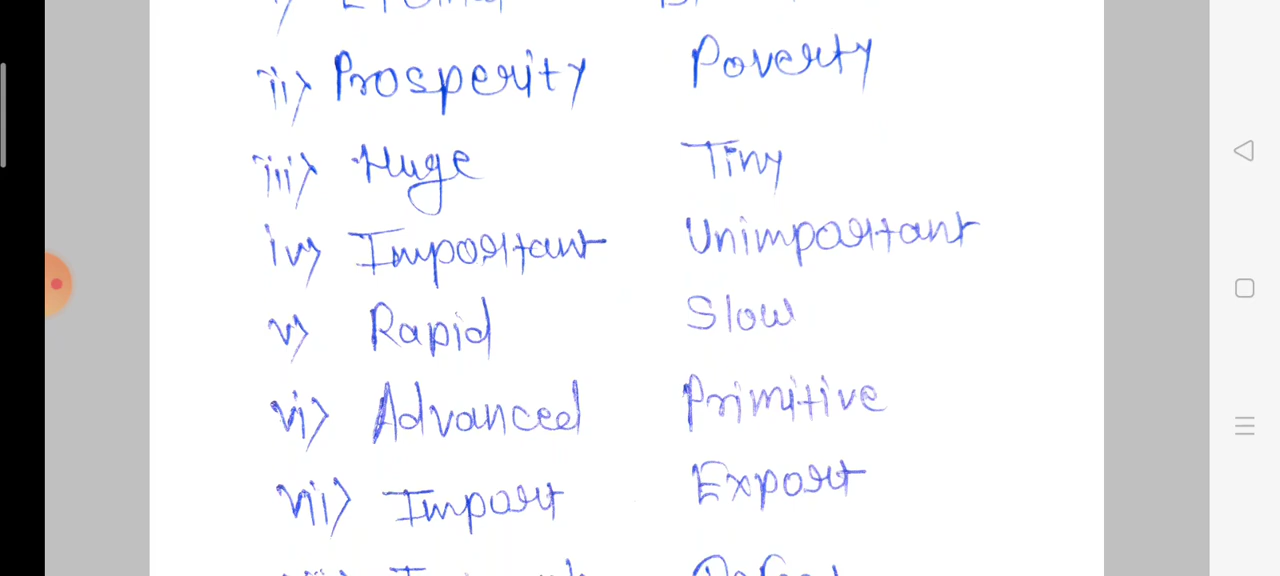 ii) Prosperity Poverty
iii) Huge Tiny
iv) Important Unimportant
v) Rapid Slow
vi) Advanced Primitive
vii) Import Export